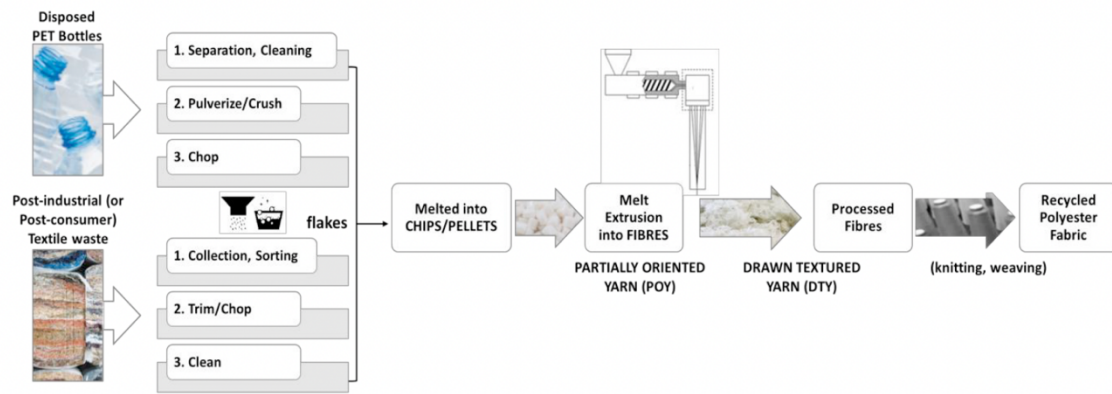 Disposed
PET Bottles
1. Separation, Cleaning
2. Pulverize/Crush
3. Chop
Post-industrial (or
Post-consumer)
Textile waste
flakes
1. Collection, Sorting
2. Trim/Chop
3. Clean
Melted into
CHIPS/PELLETS
Melt
Extrusion
into FIBRES
PARTIALLY ORIENTED
YARN (POY)
DRAWN TEXTURED
YARN (DTY)
Processed
Fibres
(knitting, weaving)
Recycled
Polyester
Fabric